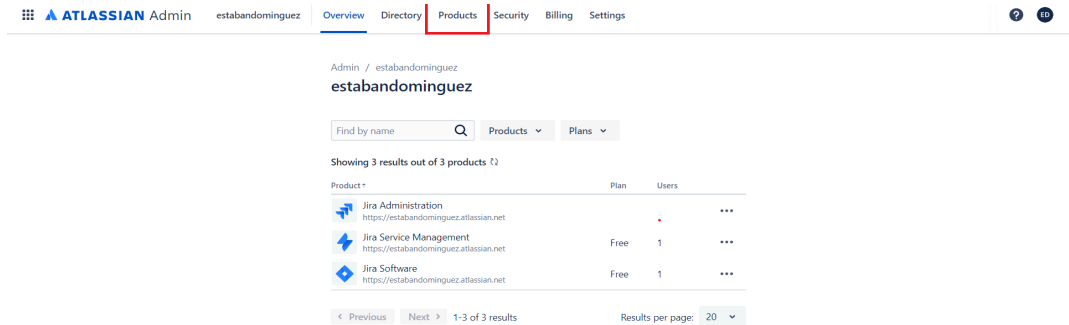 ATLASSIAN Admin estabandominguez Overview Directory Products Security Billing Settings ? ED
Admin / estabandominguez
estabandominguez
Find by name Products Plans
Showing 3 results out of 3 products
Product Plan Users
Jira Administration
https://estabandominguez.atlassian.net
Jira Service Management
https://estabandominguez.atlassian.net Free 1
Jira Software
https://estabandominguez.atlassian.net Free 1
Previous Next 1-3 of 3 results Results per page: 20